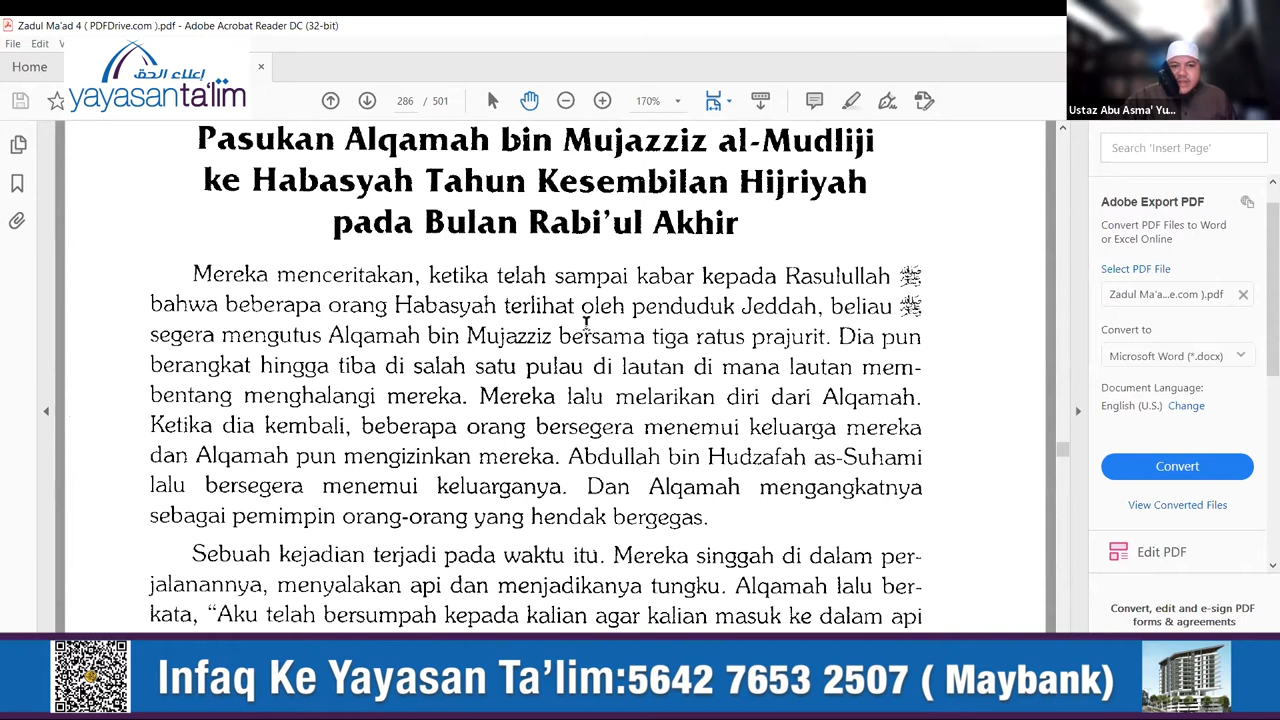 Zadul Ma'ad 4 ( PDFDrive.com ).pdf - Adobe Acrobat Reader DC (32-bit)
File Edit V
Home
إعلاء الحق
yayasanta'lim
286 / 501
170%
Ustaz Abu Asma' Yu...
Search 'Insert Page'
Adobe Export PDF
Convert PDF Files to Word
or Excel Online
Select PDF File
Zadul Ma'a...e.com ).pdf
Convert to
Microsoft Word (*.docx)
Document Language:
English (U.S.) Change
Convert
View Converted Files
Edit PDF
Convert, edit and e-sign PDF
forms & agreements
Pasukan Alqamah bin Mujazziz al-Mudliji
ke Habasyah Tahun Kesembilan Hijriyah
pada Bulan Rabi'ul Akhir
Mereka menceritakan, ketika telah sampai kabar kepada Rasulullah ﷺ
bahwa beberapa orang Habasyah terlihat oleh penduduk Jeddah, beliau ﷺ
segera mengutus Alqamah bin Mujazziz bersama tiga ratus prajurit. Dia pun
berangkat hingga tiba di salah satu pulau di lautan di mana lautan mem-
bentang menghalangi mereka. Mereka lalu melarikan diri dari Alqamah.
Ketika dia kembali, beberapa orang bersegera menemui keluarga mereka
dan Alqamah pun mengizinkan mereka. Abdullah bin Hudzafah as-Suhami
lalu bersegera menemui keluarganya. Dan Alqamah mengangkatnya
sebagai pemimpin orang-orang yang hendak bergegas.
Sebuah kejadian terjadi pada waktu itu. Mereka singgah di dalam per-
jalanannya, menyalakan api dan menjadikanya tungku. Alqamah lalu ber-
kata, "Aku telah bersumpah kepada kalian agar kalian masuk ke dalam api
Infaq Ke Yayasan Ta'lim:5642 7653 2507 ( Maybank)